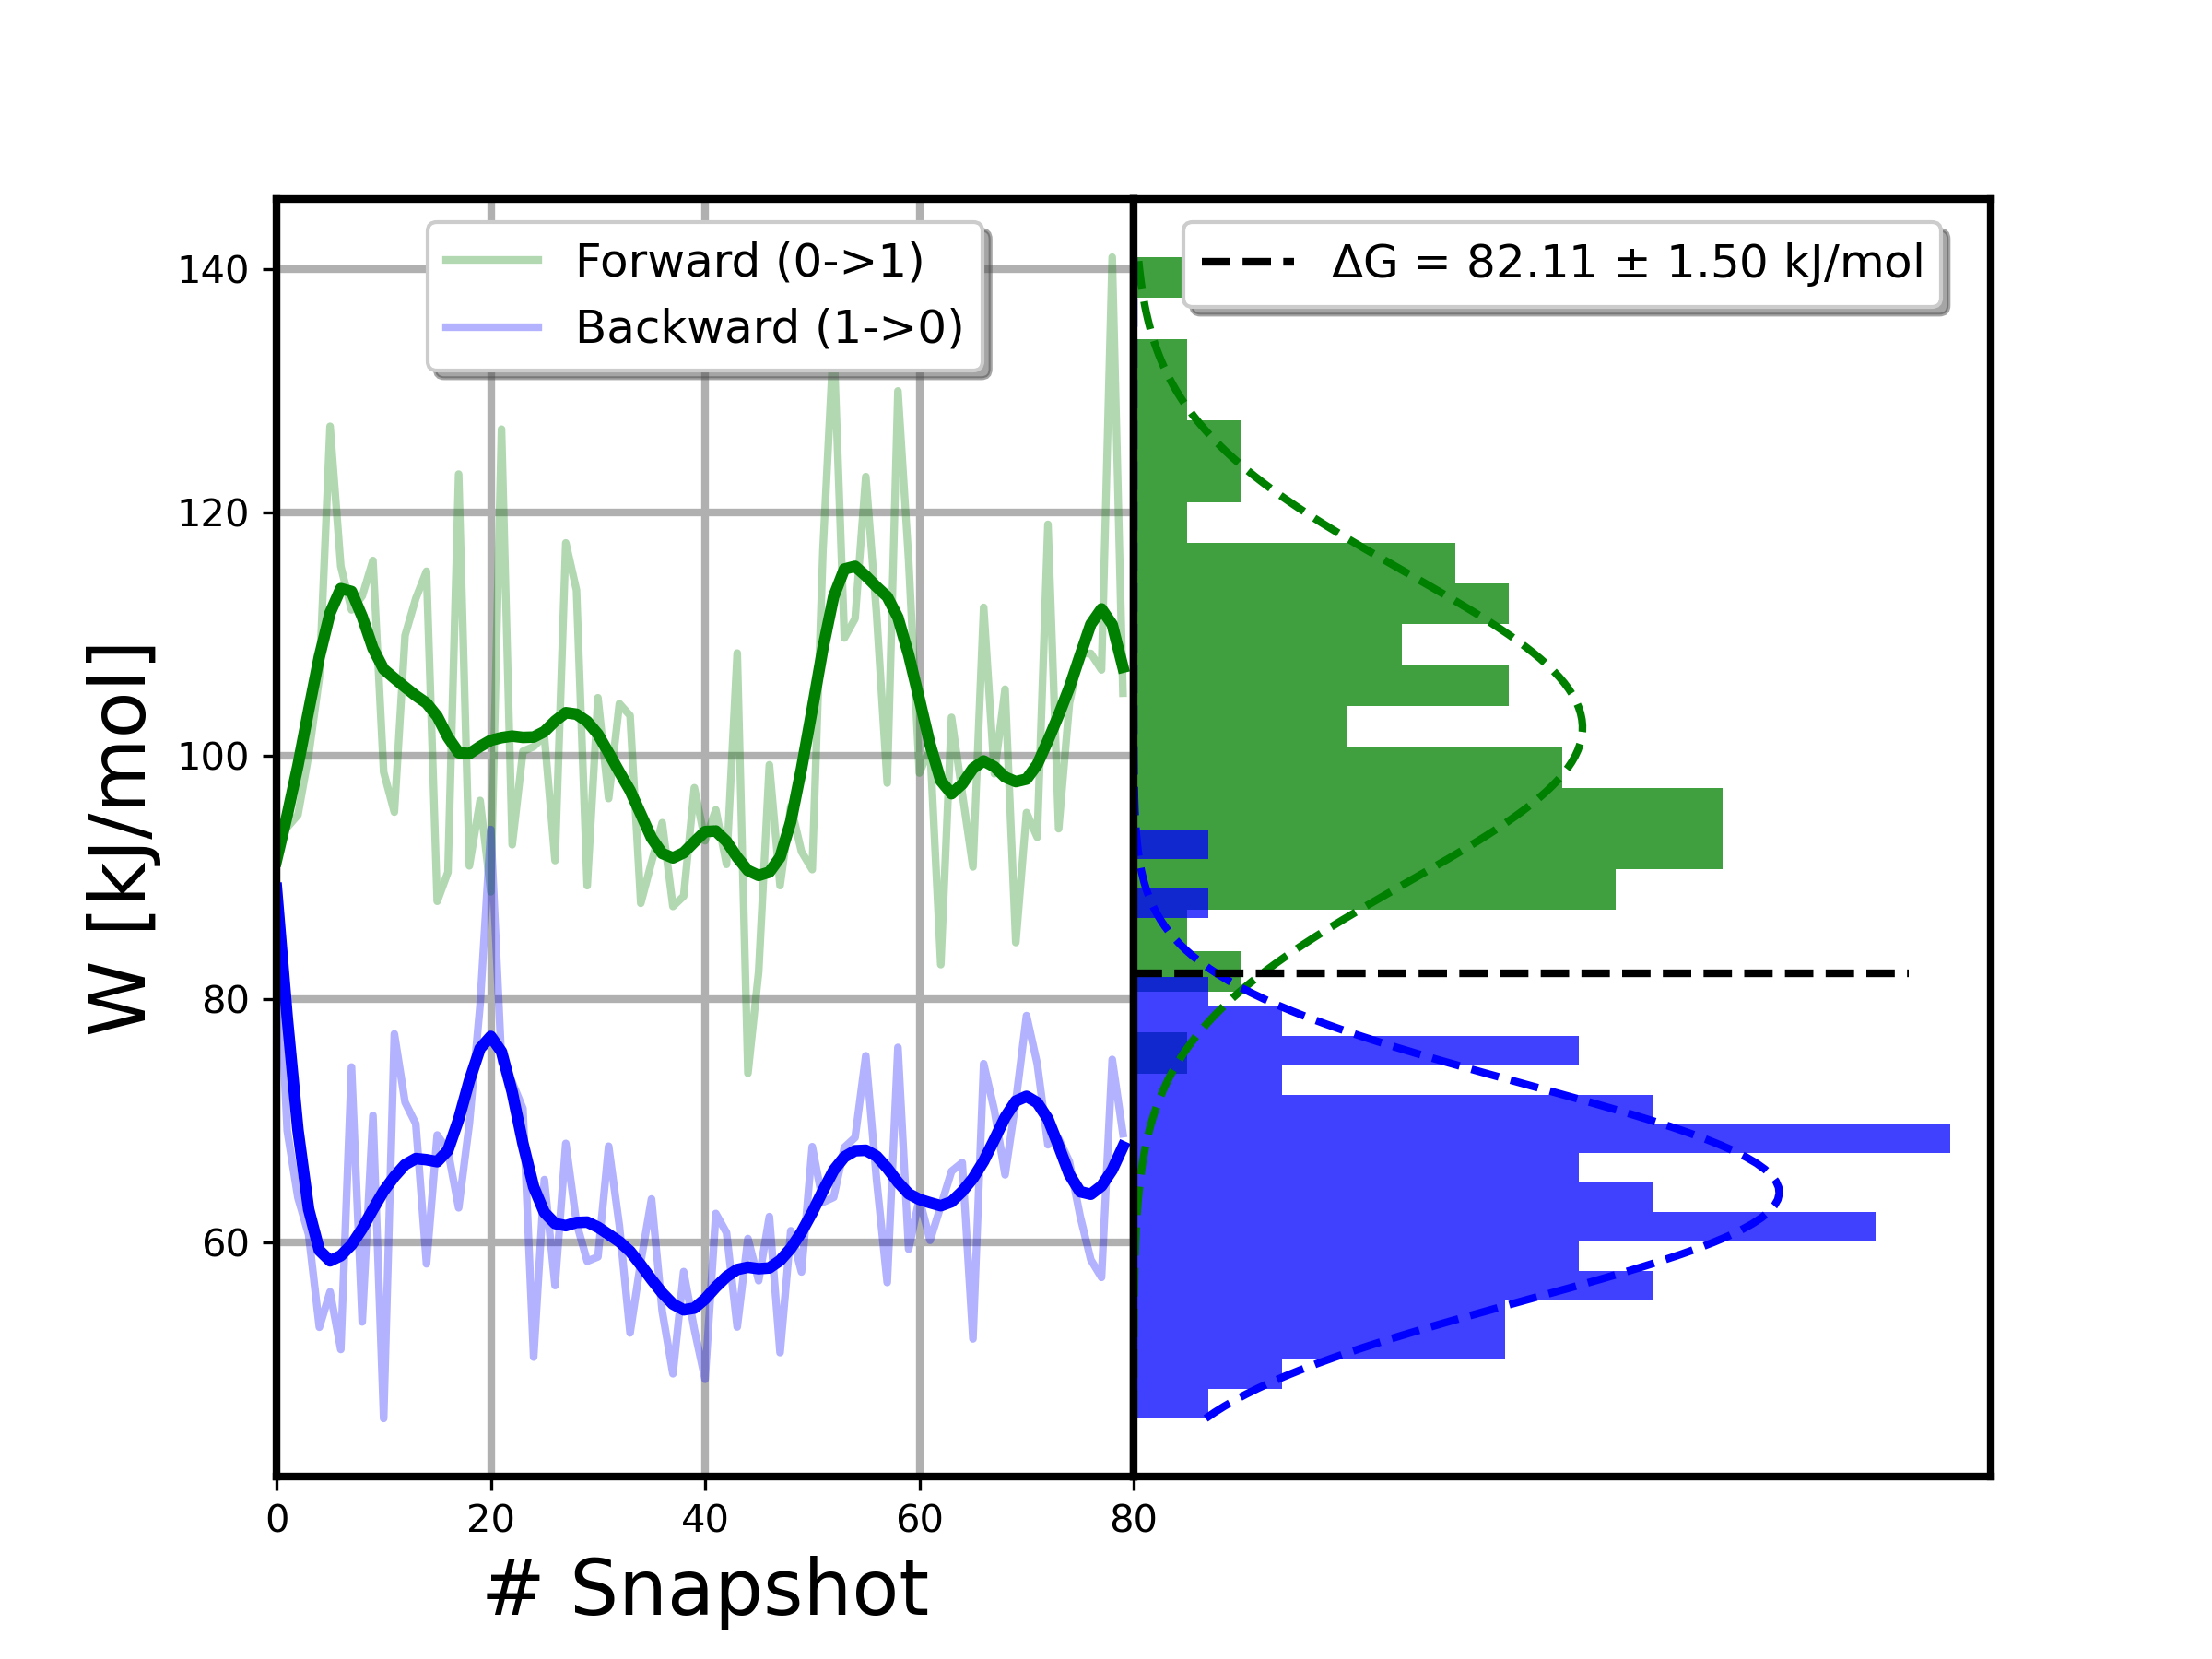 Forward (0->1)
Backward (1->0)
ΔG = 82.11 ± 1.50 kJ/mol
W [kJ/mol]
140
120
100
80
60
0 20 40 60 80
# Snapshot